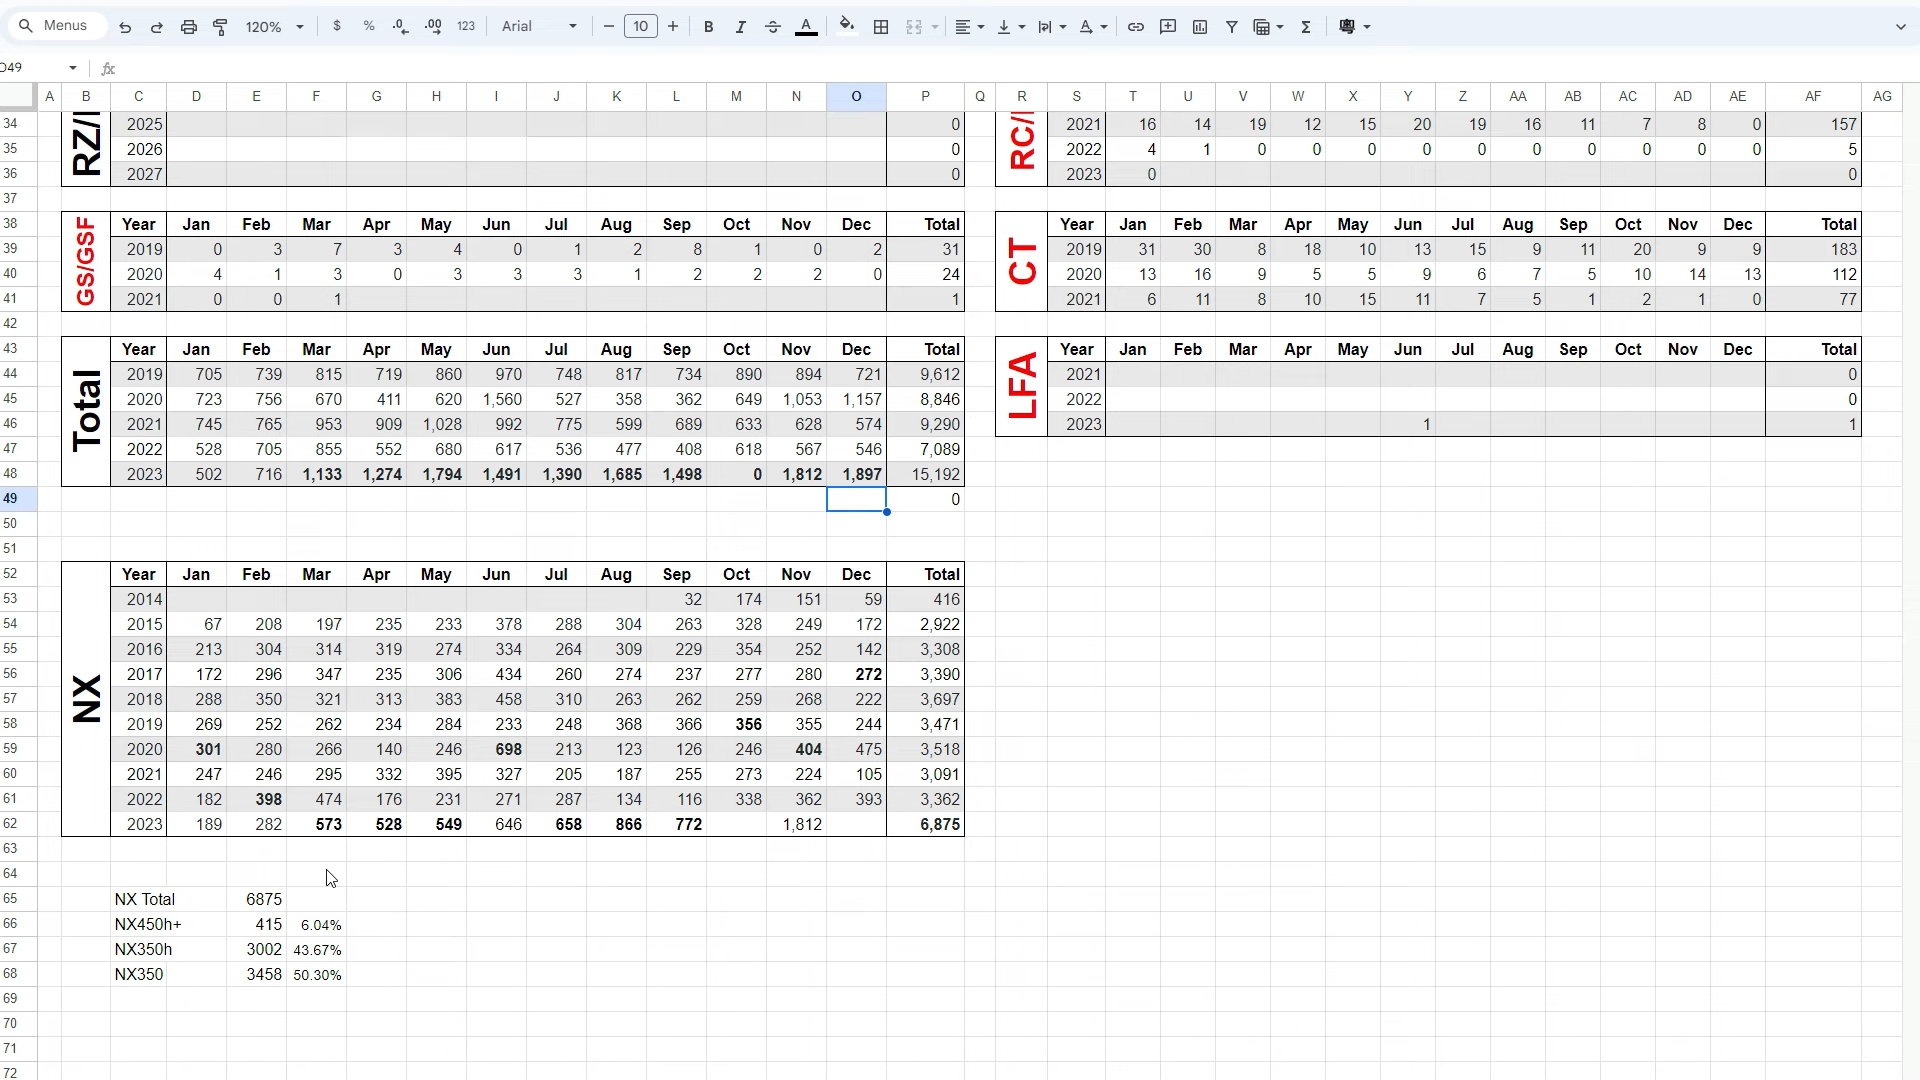 Menus 120% $ % .0 .00 123 Arial 10 B I A
O49 fx
A B C D E F G H I J K L M N O P Q R S T U V W X Y Z AA AB AC AD AE AF AG
34 2025 0 2021 16 14 19 12 15 20 19 16 11 7 8 0 157
35 RZ/ 2026 0 RC/ 2022 4 1 0 0 0 0 0 0 0 0 0 0 5
36 2027 0 2023 0 0
37
38 Year Jan Feb Mar Apr May Jun Jul Aug Sep Oct Nov Dec Total Year Jan Feb Mar Apr May Jun Jul Aug Sep Oct Nov Dec Total
39 GS/GSF 2019 0 3 7 3 4 0 1 2 8 1 0 2 31 CT 2019 31 30 8 18 10 13 15 9 11 20 9 9 183
40 2020 4 1 3 0 3 3 3 1 2 2 2 0 24 2020 13 16 9 5 5 9 6 7 5 10 14 13 112
41 2021 0 0 1 1 2021 6 11 8 10 15 11 7 5 1 2 1 0 77
42
43 Year Jan Feb Mar Apr May Jun Jul Aug Sep Oct Nov Dec Total Year Jan Feb Mar Apr May Jun Jul Aug Sep Oct Nov Dec Total
44 2019 705 739 815 719 860 970 748 817 734 890 894 721 9,612 LFA 2021 0
45 Total 2020 723 756 670 411 620 1,560 527 358 362 649 1,053 1,157 8,846 2022 0
46 2021 745 765 953 909 1,028 992 775 599 689 633 628 574 9,290 2023 1 1
47 2022 528 705 855 552 680 617 536 477 408 618 567 546 7,089
48 2023 502 716 1,133 1,274 1,794 1,491 1,390 1,685 1,498 0 1,812 1,897 15,192
49 0
50
51
52 Year Jan Feb Mar Apr May Jun Jul Aug Sep Oct Nov Dec Total
53 2014 32 174 151 59 416
54 2015 67 208 197 235 233 378 288 304 263 328 249 172 2,922
55 2016 213 304 314 319 274 334 264 309 229 354 252 142 3,308
56 2017 172 296 347 235 306 434 260 274 237 277 280 272 3,390
57 NX 2018 288 350 321 313 383 458 310 263 262 259 268 222 3,697
58 2019 269 252 262 234 284 233 248 368 366 356 355 244 3,471
59 2020 301 280 266 140 246 698 213 123 126 246 404 475 3,518
60 2021 247 246 295 332 395 327 205 187 255 273 224 105 3,091
61 2022 182 398 474 176 231 271 287 134 116 338 362 393 3,362
62 2023 189 282 573 528 549 646 658 866 772 1,812 6,875
63
64
65 NX Total 6875
66 NX450h+ 415 6.04%
67 NX350h 3002 43.67%
68 NX350 3458 50.30%
69
70
71
72